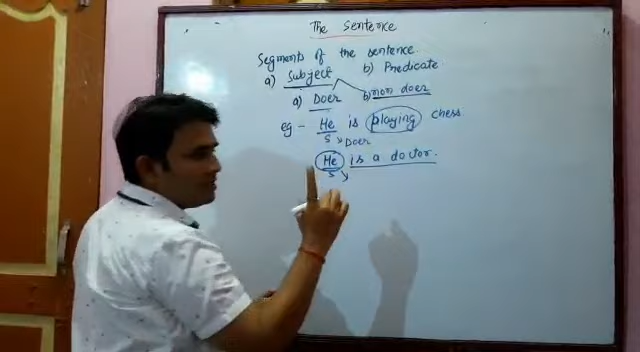 The Sentence
Segments of the sentence.
a) Subject b) Predicate
a) Doer b) non doer
eg - He is playing chess
S Doer
He is a doctor.
S